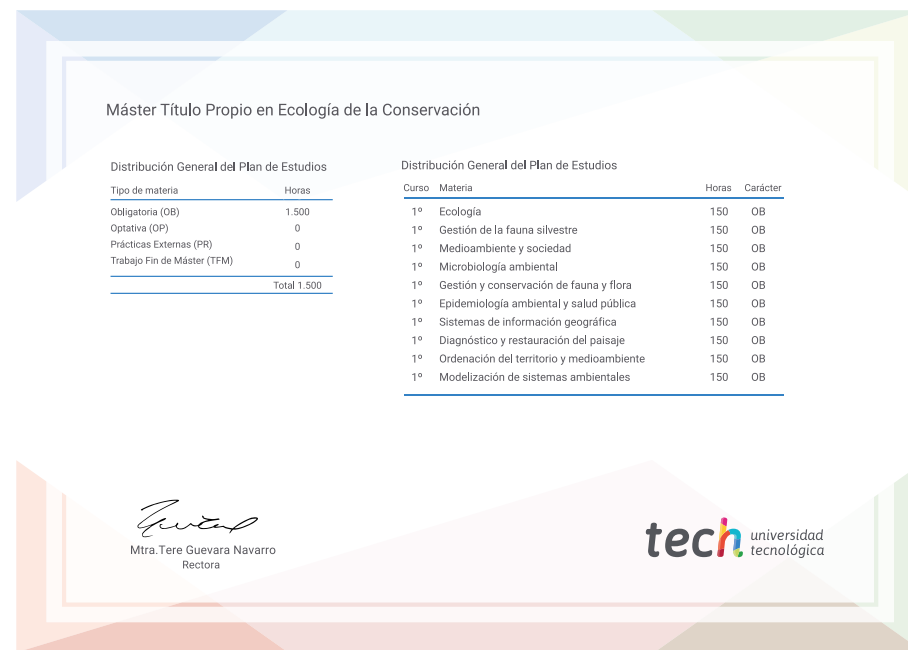 Máster Título Propio en Ecología de la Conservación
Distribución General del Plan de Estudios
Tipo de materia Horas
Obligatoria (OB) 1.500
Optativa (OP) 0
Prácticas Externas (PR) 0
Trabajo Fin de Máster (TFM) 0
Total 1.500
Distribución General del Plan de Estudios
Curso Materia Horas Carácter
1º Ecología 150 OB
1º Gestión de la fauna silvestre 150 OB
1º Medioambiente y sociedad 150 OB
1º Microbiología ambiental 150 OB
1º Gestión y conservación de fauna y flora 150 OB
1º Epidemiología ambiental y salud pública 150 OB
1º Sistemas de información geográfica 150 OB
1º Diagnóstico y restauración del paisaje 150 OB
1º Ordenación del territorio y medioambiente 150 OB
1º Modelización de sistemas ambientales 150 OB
Mtra.Tere Guevara Navarro
Rectora
tech universidad
tecnológica